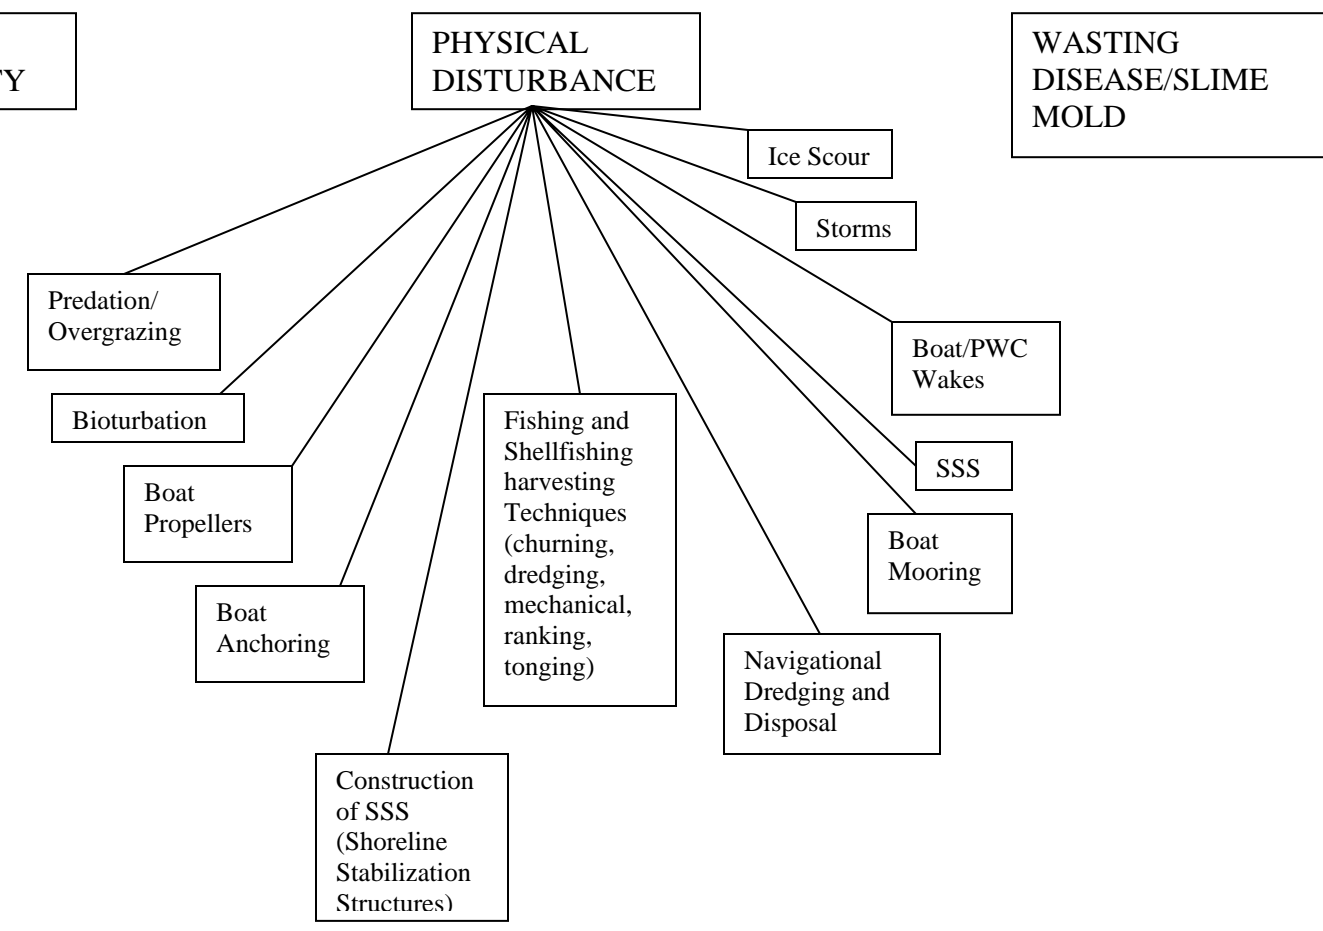 TY
PHYSICAL
DISTURBANCE
WASTING
DISEASE/SLIME
MOLD
Ice Scour
Storms
Predation/
Overgrazing
Boat/PWC
Wakes
Bioturbation
Fishing and
Shellfishing
harvesting
Techniques
(churning,
dredging,
mechanical,
ranking,
tonging)
SSS
Boat
Propellers
Boat
Mooring
Boat
Anchoring
Navigational
Dredging and
Disposal
Construction
of SSS
(Shoreline
Stabilization
Structures)